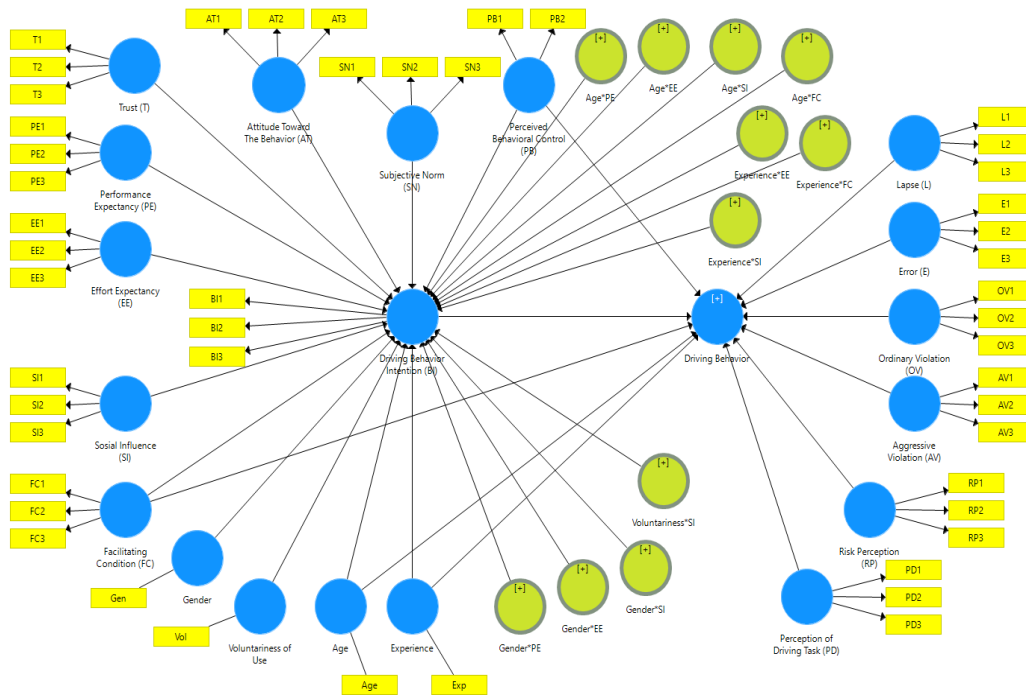 AT1
AT2
AT3
PB1
PB2
[+]
[+]
[+]
[+]
T1
T2
T3
Trust (T)
SN1
SN2
SN3
Attitude Toward
The Behavior (AT)
Perceived
Behavioral Control
(PB)
Age*PE
Age*EE
Age*SI
Age*FC
PE1
PE2
PE3
Performance
Expectancy (PE)
Subjective Norm
(SN)
[+]
[+]
Experience*EE
Experience*FC
L1
L2
L3
Lapse (L)
EE1
EE2
EE3
Effort Expectancy
(EE)
[+]
Experience*SI
E1
E2
E3
Error (E)
BI1
BI2
BI3
Driving Behavior
Intention (BI)
[+]
Driving Behavior
OV1
OV2
OV3
Ordinary Violation
(OV)
SI1
SI2
SI3
Sosial Influence
(SI)
AV1
AV2
AV3
Aggressive
Violation (AV)
FC1
FC2
FC3
Facilitating
Condition (FC)
[+]
Voluntariness*SI
RP1
RP2
RP3
Risk Perception
(RP)
Gen
Gender
Vol
Voluntariness of
Use
Age
Age
Experience
Exp
[+]
Gender*PE
[+]
Gender*EE
[+]
Gender*SI
PD1
PD2
PD3
Perception of
Driving Task (PD)